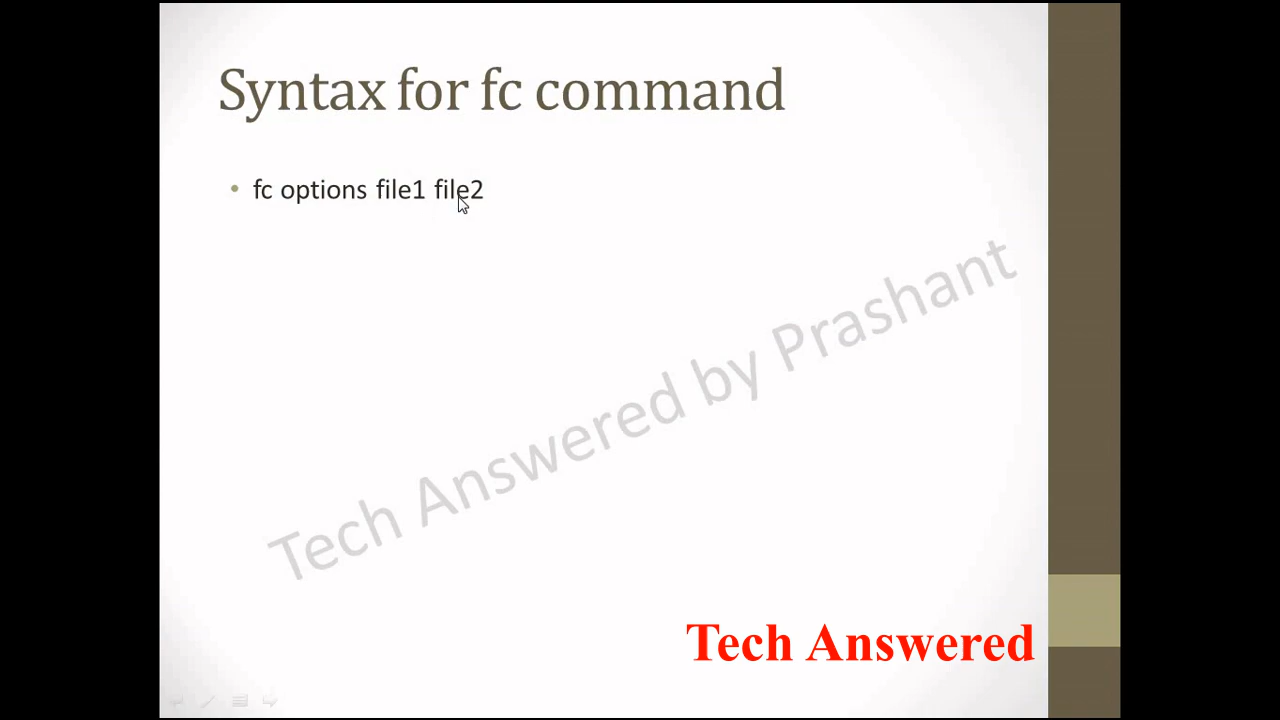 Syntax for fc command
• fc options file1 file2
Tech Answered by Prashant
Tech Answered